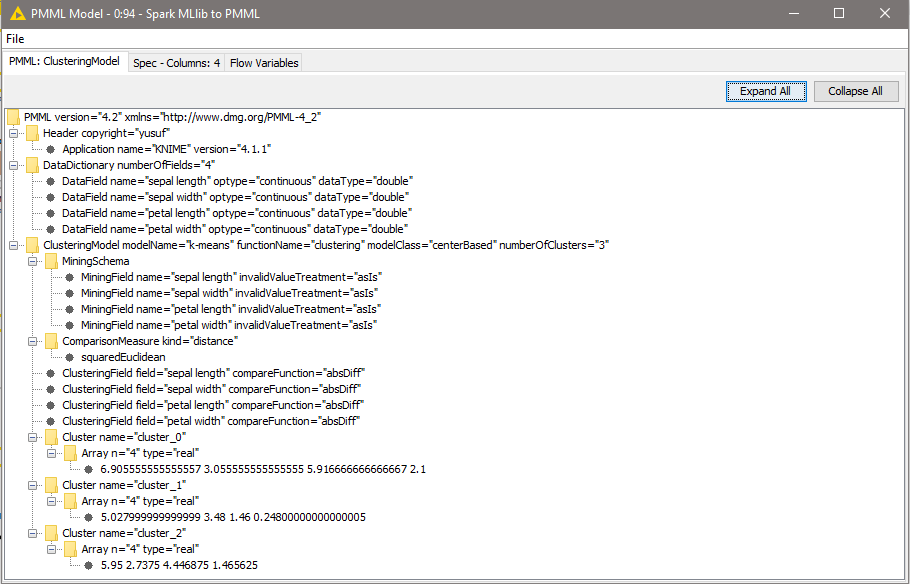 PMML Model - 0:94 - Spark MLlib to PMML
File
PMML: ClusteringModel Spec - Columns: 4 Flow Variables
Expand All Collapse All
PMML version="4.2" xmlns="http://www.dmg.org/PMML-4_2"
Header copyright="yusuf"
Application name="KNIME" version="4.1.1"
DataDictionary numberOfFields="4"
DataField name="sepal length" optype="continuous" dataType="double"
DataField name="sepal width" optype="continuous" dataType="double"
DataField name="petal length" optype="continuous" dataType="double"
DataField name="petal width" optype="continuous" dataType="double"
ClusteringModel modelName="k-means" functionName="clustering" modelClass="centerBased" numberOfClusters="3"
MiningSchema
MiningField name="sepal length" invalidValueTreatment="asIs"
MiningField name="sepal width" invalidValueTreatment="asIs"
MiningField name="petal length" invalidValueTreatment="asIs"
MiningField name="petal width" invalidValueTreatment="asIs"
ComparisonMeasure kind="distance"
squaredEuclidean
ClusteringField field="sepal length" compareFunction="absDiff"
ClusteringField field="sepal width" compareFunction="absDiff"
ClusteringField field="petal length" compareFunction="absDiff"
ClusteringField field="petal width" compareFunction="absDiff"
Cluster name="cluster_0"
Array n="4" type="real"
6.905555555555557 3.055555555555555 5.916666666666667 2.1
Cluster name="cluster_1"
Array n="4" type="real"
5.027999999999999 3.48 1.46 0.24800000000000005
Cluster name="cluster_2"
Array n="4" type="real"
5.95 2.7375 4.446875 1.465625